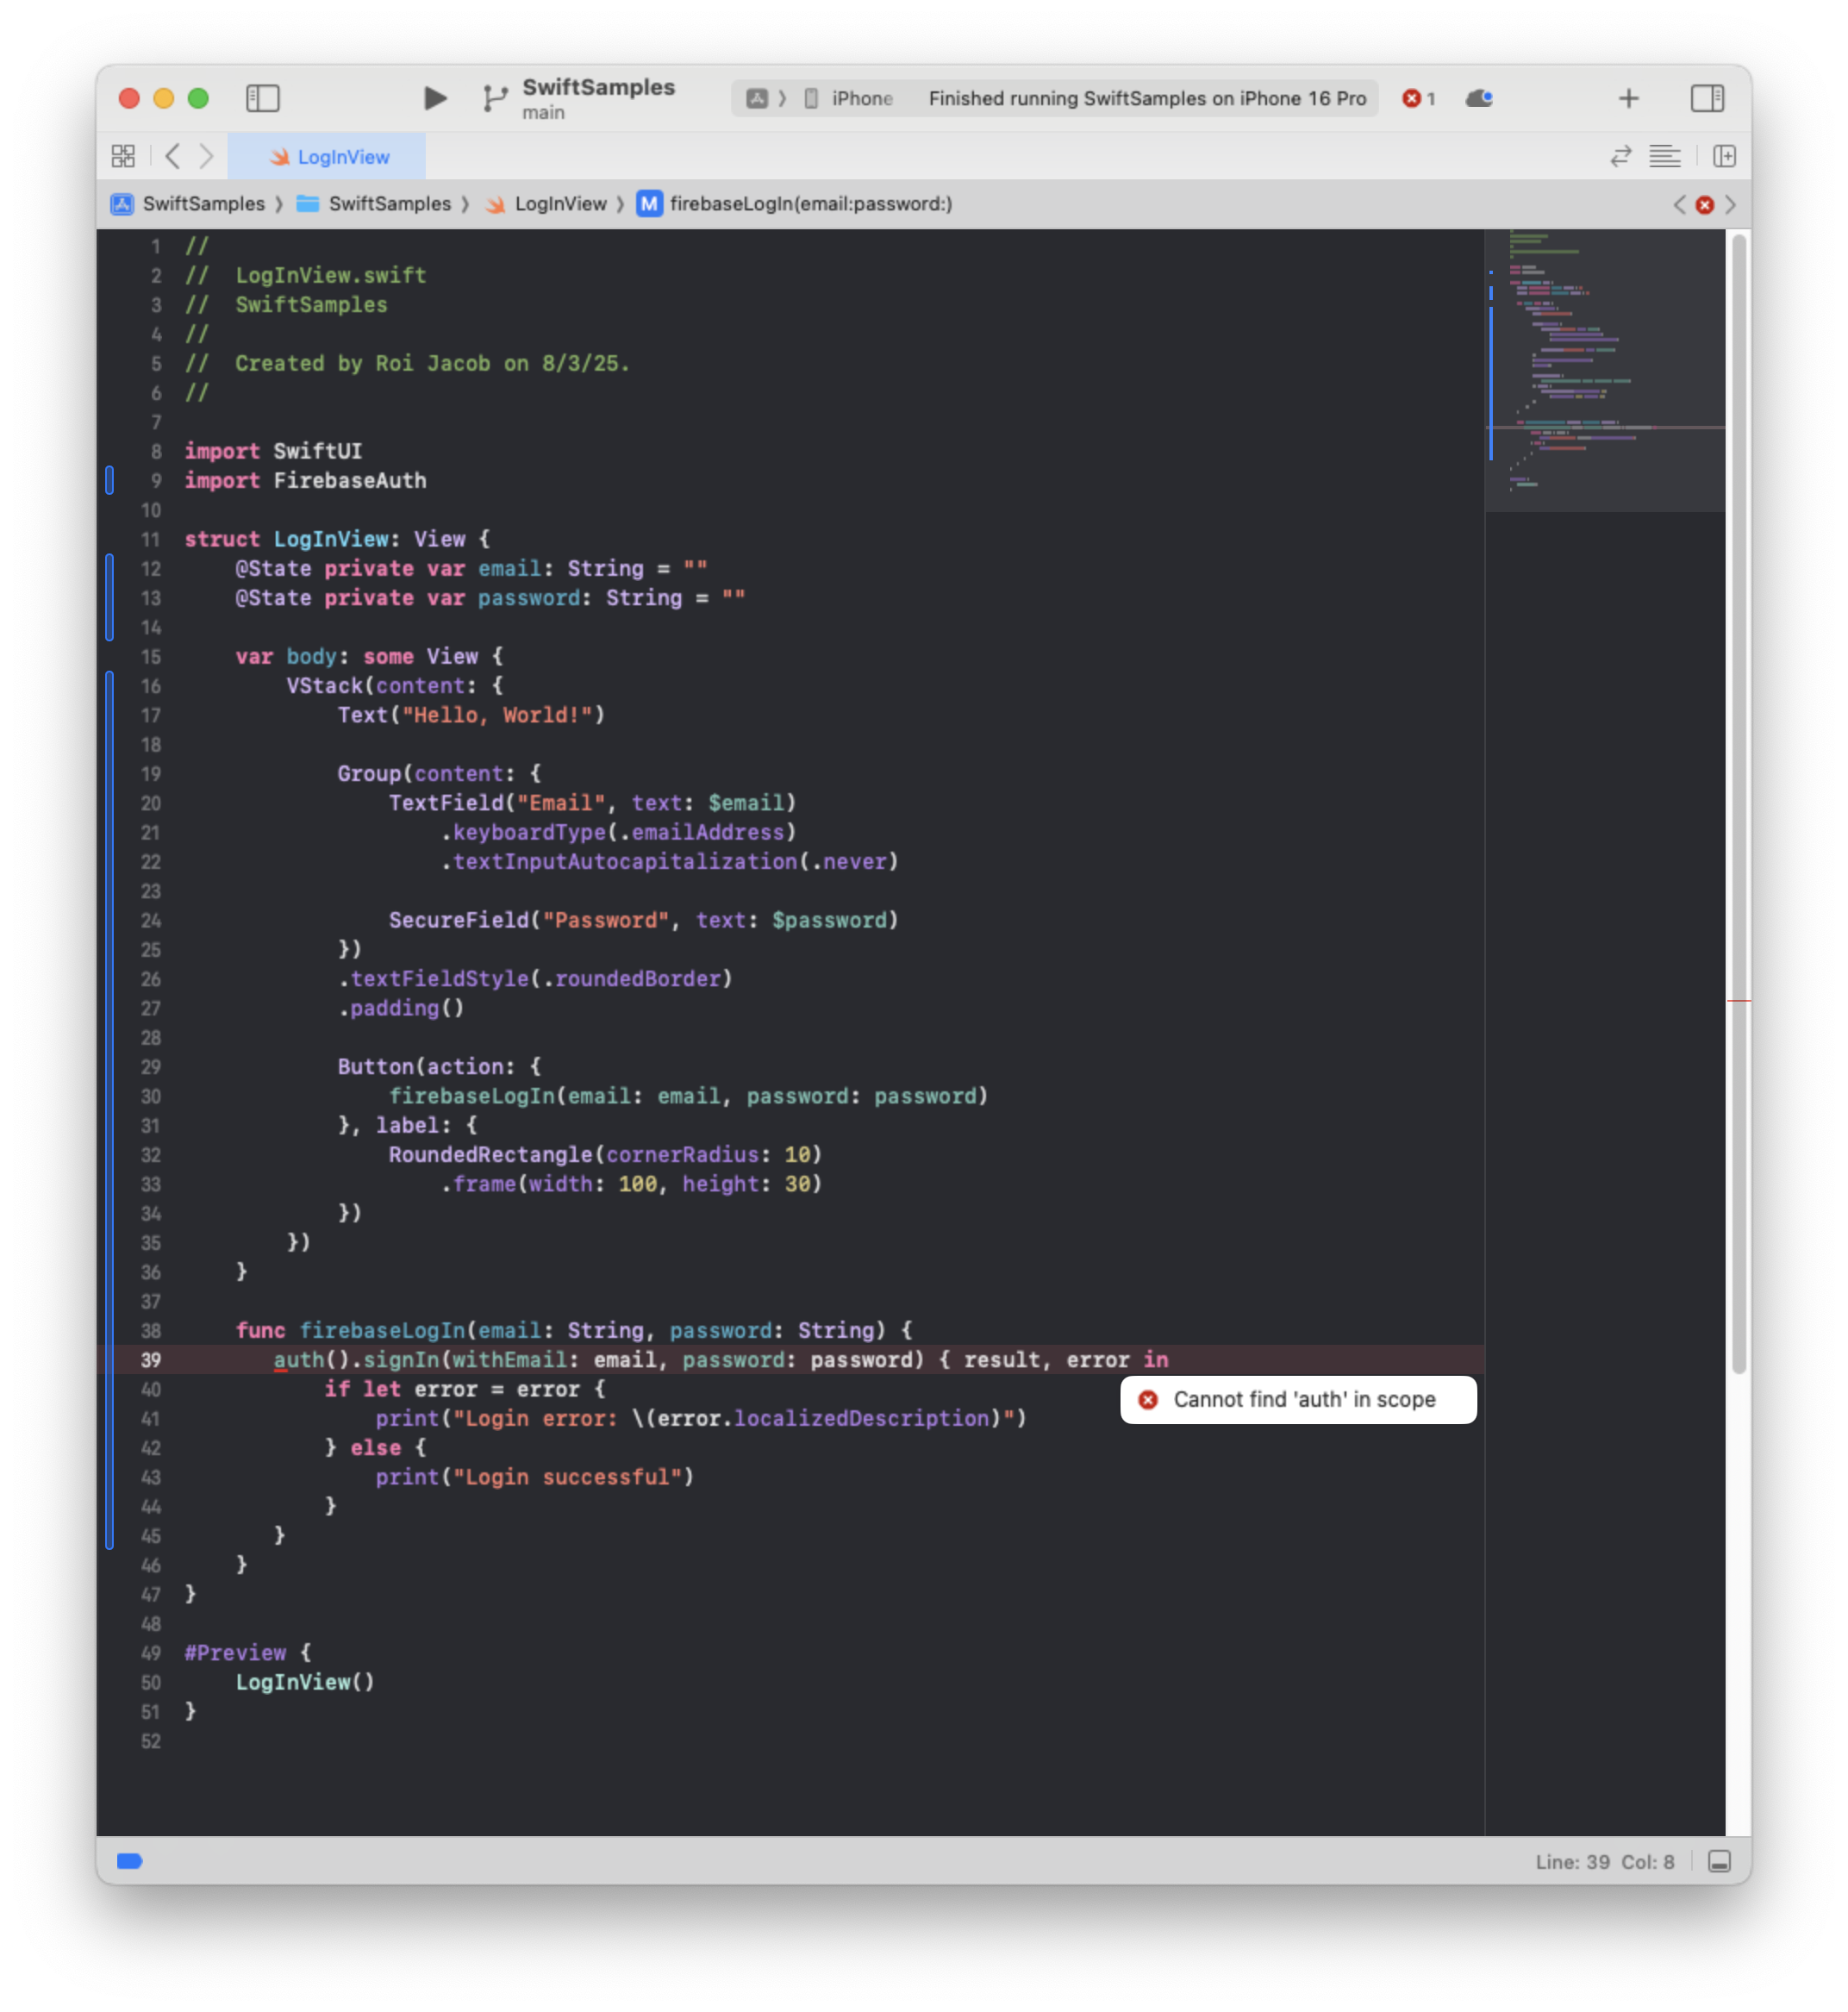 SwiftSamples
main
iPhone
Finished running SwiftSamples on iPhone 16 Pro
1
LogInView
SwiftSamples
SwiftSamples
LogInView
M
firebaseLogIn(email:password:)
1 //
2 //  LogInView.swift
3 //  SwiftSamples
4 //
5 //  Created by Roi Jacob on 8/3/25.
6 //
7
8 import SwiftUI
9 import FirebaseAuth
10
11 struct LogInView: View {
12     @State private var email: String = ""
13     @State private var password: String = ""
14
15     var body: some View {
16         VStack(content: {
17             Text("Hello, World!")
18
19             Group(content: {
20                 TextField("Email", text: $email)
21                     .keyboardType(.emailAddress)
22                     .textInputAutocapitalization(.never)
23
24                 SecureField("Password", text: $password)
25             })
26             .textFieldStyle(.roundedBorder)
27             .padding()
28
29             Button(action: {
30                 firebaseLogIn(email: email, password: password)
31             }, label: {
32                 RoundedRectangle(cornerRadius: 10)
33                     .frame(width: 100, height: 30)
34             })
35         })
36     }
37
38     func firebaseLogIn(email: String, password: String) {
39        auth().signIn(withEmail: email, password: password) { result, error in
Cannot find 'auth' in scope
40            if let error = error {
41                print("Login error: \(error.localizedDescription)")
42            } else {
43                print("Login successful")
44            }
45        }
46     }
47 }
48
49 #Preview {
50     LogInView()
51 }
52
Line: 39  Col: 8